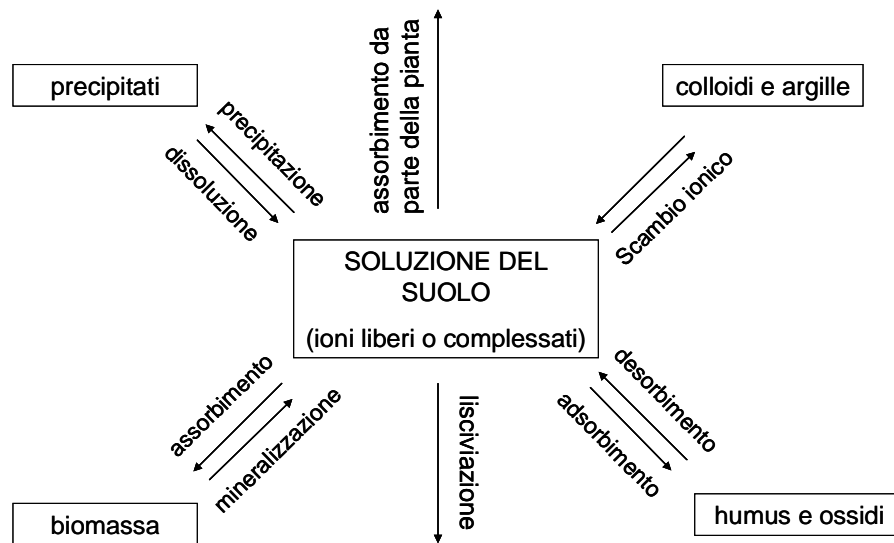 assorbimento da
parte della pianta
precipitati
colloidi e argille
precipitazione
dissoluzione
Scambio ionico
SOLUZIONE DEL
SUOLO
(ioni liberi o complessati)
assorbimento
mineralizzazione
lisciviazione
desorbimento
adsorbimento
biomassa
humus e ossidi